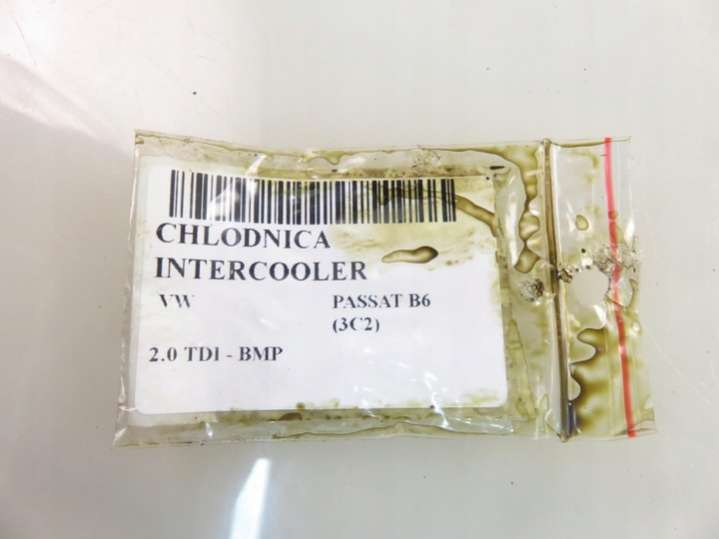 CHLODNICA
INTERCOOLER
VW PASSAT B6
(3C2)
2.0 TDI - BMP